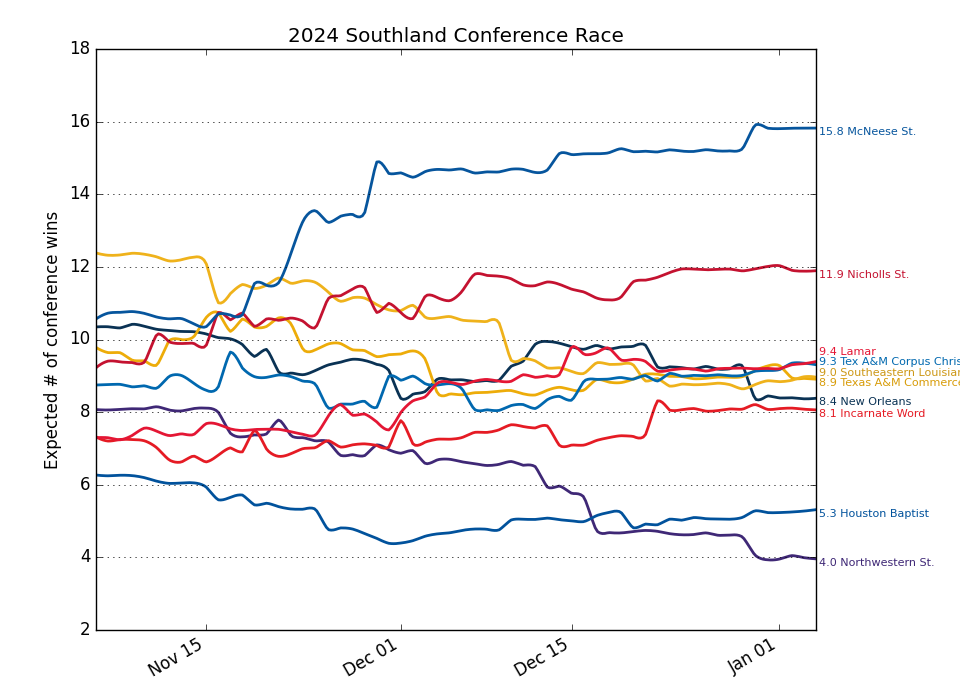 2024 Southland Conference Race
Expected # of conference wins
18
16
14
12
10
8
6
4
2
Nov 15
Dec 01
Dec 15
Jan 01
15.8 McNeese St.
11.9 Nicholls St.
9.4 Lamar
9.3 Tex A&M Corpus Chris
9.0 Southeastern Louisian
8.9 Texas A&M Commerc
8.4 New Orleans
8.1 Incarnate Word
5.3 Houston Baptist
4.0 Northwestern St.